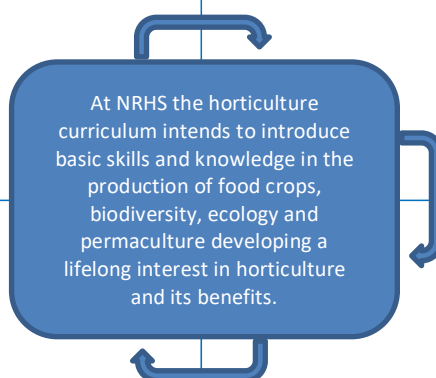 At NRHS the horticulture
curriculum intends to introduce
basic skills and knowledge in the
production of food crops,
biodiversity, ecology and
permaculture developing a
lifelong interest in horticulture
and its benefits.